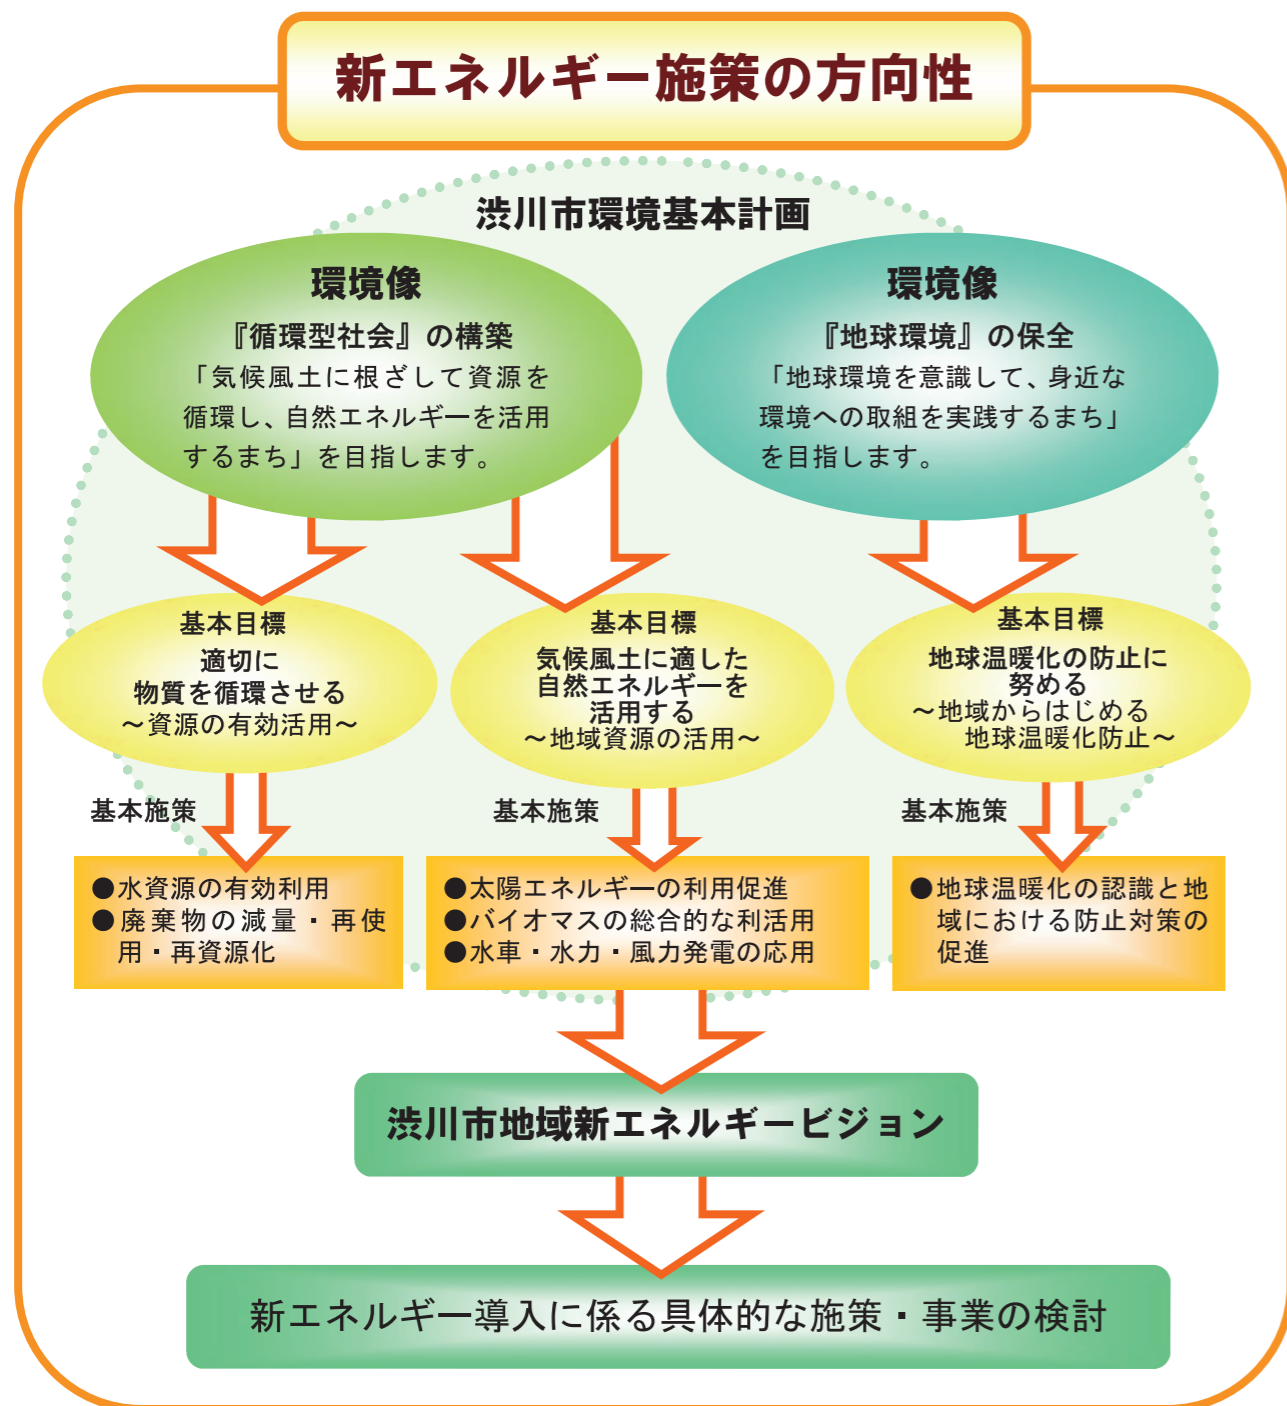 新エネルギー施策の方向性
渋川市環境基本計画
環境像
『循環型社会』の構築
「気候風土に根ざして資源を
循環し、自然エネルギーを活用
するまち」を目指します。
環境像
『地球環境』の保全
「地球環境を意識して、身近な
環境への取組を実践するまち」
を目指します。
基本目標
適切に
物質を循環させる
～資源の有効活用～
基本目標
気候風土に適した
自然エネルギーを
活用する
～地域資源の活用～
基本目標
地球温暖化の防止に
努める
～地域からはじめる
地球温暖化防止～
基本施策
基本施策
基本施策
●水資源の有効利用
●廃棄物の減量・再使
用・再資源化
●太陽エネルギーの利用促進
●バイオマスの総合的な利活用
●水車・水力・風力発電の応用
●地球温暖化の認識と地
域における防止対策の
促進
渋川市地域新エネルギービジョン
新エネルギー導入に係る具体的な施策・事業の検討